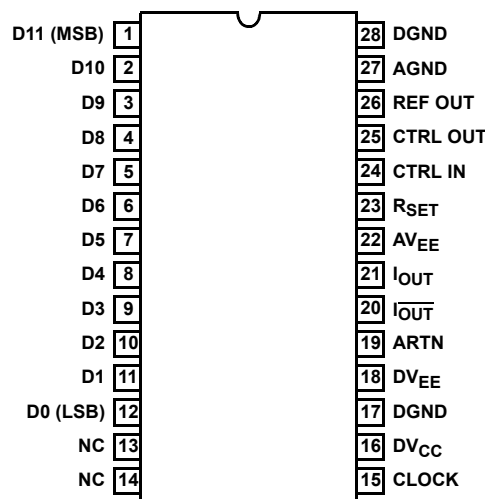 D11 (MSB) 1 28 DGND
D10 2 27 AGND
D9 3 26 REF OUT
D8 4 25 CTRL OUT
D7 5 24 CTRL IN
D6 6 23 RSET
D5 7 22 AVEE
D4 8 21 IOUT
D3 9 20 I̅O̅U̅T̅
D2 10 19 ARTN
D1 11 18 DVEE
D0 (LSB) 12 17 DGND
NC 13 16 DVCC
NC 14 15 CLOCK